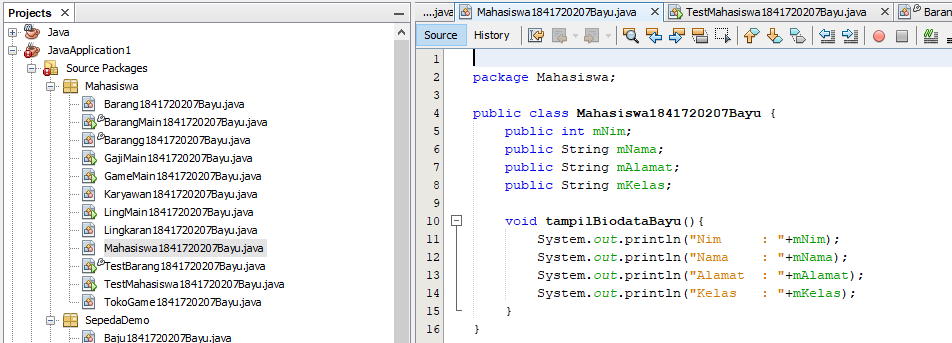 Projects
Java
JavaApplication1
Source Packages
Mahasiswa
Barang1841720207Bayu.java
BarangMain1841720207Bayu.java
Barangg1841720207Bayu.java
GajiMain1841720207Bayu.java
GameMain1841720207Bayu.java
Karyawan1841720207Bayu.java
LingMain1841720207Bayu.java
Lingkaran1841720207Bayu.java
Mahasiswa1841720207Bayu.java
TestBarang1841720207Bayu.java
TestMahasiswa1841720207Bayu.java
TokoGame1841720207Bayu.java
SepedaDemo
Baju1841720207Bayu.java
....java Mahasiswa1841720207Bayu.java TestMahasiswa1841720207Bayu.java Baran
Source History
1
2 package Mahasiswa;
3
4 public class Mahasiswa1841720207Bayu {
5 public int mNim;
6 public String mNama;
7 public String mAlamat;
8 public String mKelas;
9
10 void tampilBiodataBayu(){
11 System.out.println("Nim     : "+mNim);
12 System.out.println("Nama    : "+mNama);
13 System.out.println("Alamat  : "+mAlamat);
14 System.out.println("Kelas   : "+mKelas);
15 }
16 }